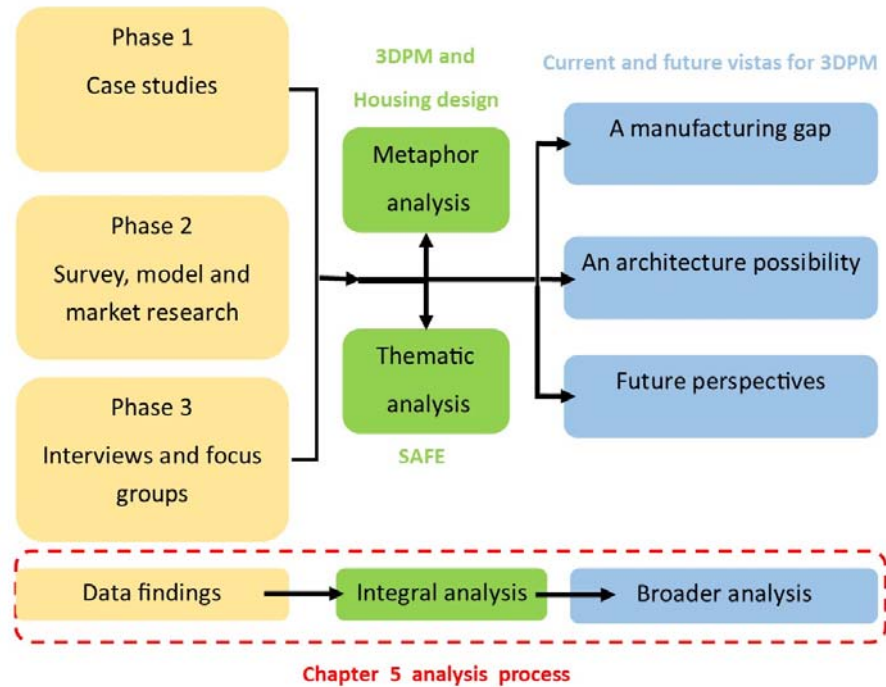 Phase 1
Case studies
Phase 2
Survey, model and
market research
Phase 3
Interviews and focus
groups
3DPM and
Housing design
Metaphor
analysis
Thematic
analysis
SAFE
Current and future vistas for 3DPM
A manufacturing gap
An architecture possibility
Future perspectives
Data findings
Integral analysis
Broader analysis
Chapter 5 analysis process